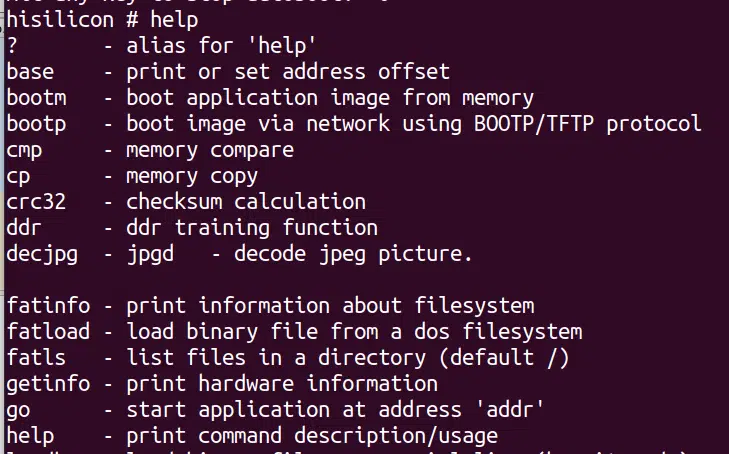 hisilicon # help
? - alias for 'help'
base - print or set address offset
bootm - boot application image from memory
bootp - boot image via network using BOOTP/TFTP protocol
cmp - memory compare
cp - memory copy
crc32 - checksum calculation
ddr - ddr training function
decjpg - jpgd - decode jpeg picture.
fatinfo - print information about filesystem
fatload - load binary file from a dos filesystem
fatls - list files in a directory (default /)
getinfo - print hardware information
go - start application at address 'addr'
help - print command description/usage